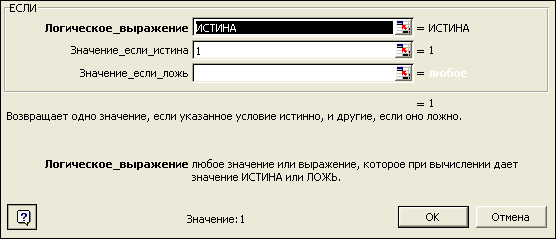 ЕСЛИ
Логическое_выражение ИСТИНА = ИСТИНА
Значение_если_истина 1 = 1
Значение_если_ложь = любое
= 1
Возвращает одно значение, если указанное условие истинно, и другие, если оно ложно.
Логическое_выражение любое значение или выражение, которое при вычислении дает
значение ИСТИНА или ЛОЖЬ.
? Значение:1 ОК Отмена